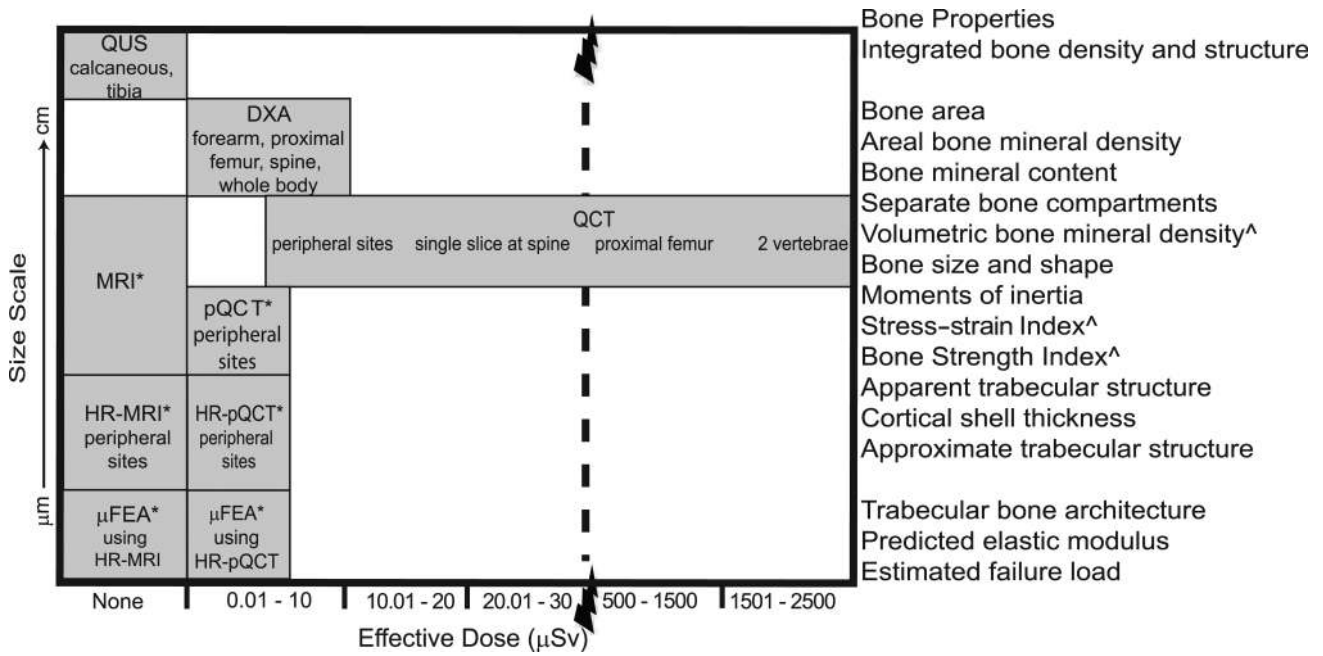 Bone Properties
QUS
calcaneous,
tibia
Integrated bone density and structure
DXA
forearm, proximal
femur, spine,
whole body
Bone area
Areal bone mineral density
Bone mineral content
MRI*
QCT
peripheral sites single slice at spine proximal femur 2 vertebrae
Separate bone compartments
Volumetric bone mineral density^
Bone size and shape
pQCT*
peripheral
sites
Moments of inertia
Stress-strain Index^
Bone Strength Index^
HR-MRI*
peripheral
sites
HR-pQCT*
peripheral
sites
Apparent trabecular structure
Cortical shell thickness
Approximate trabecular structure
μFEA*
using
HR-MRI
μFEA*
using
HR-pQCT
Trabecular bone architecture
Predicted elastic modulus
Estimated failure load
Size Scale
μm
cm
None 0.01 - 10 10.01 - 20 20.01 - 30 500 - 1500 1501 - 2500
Effective Dose (μSv)